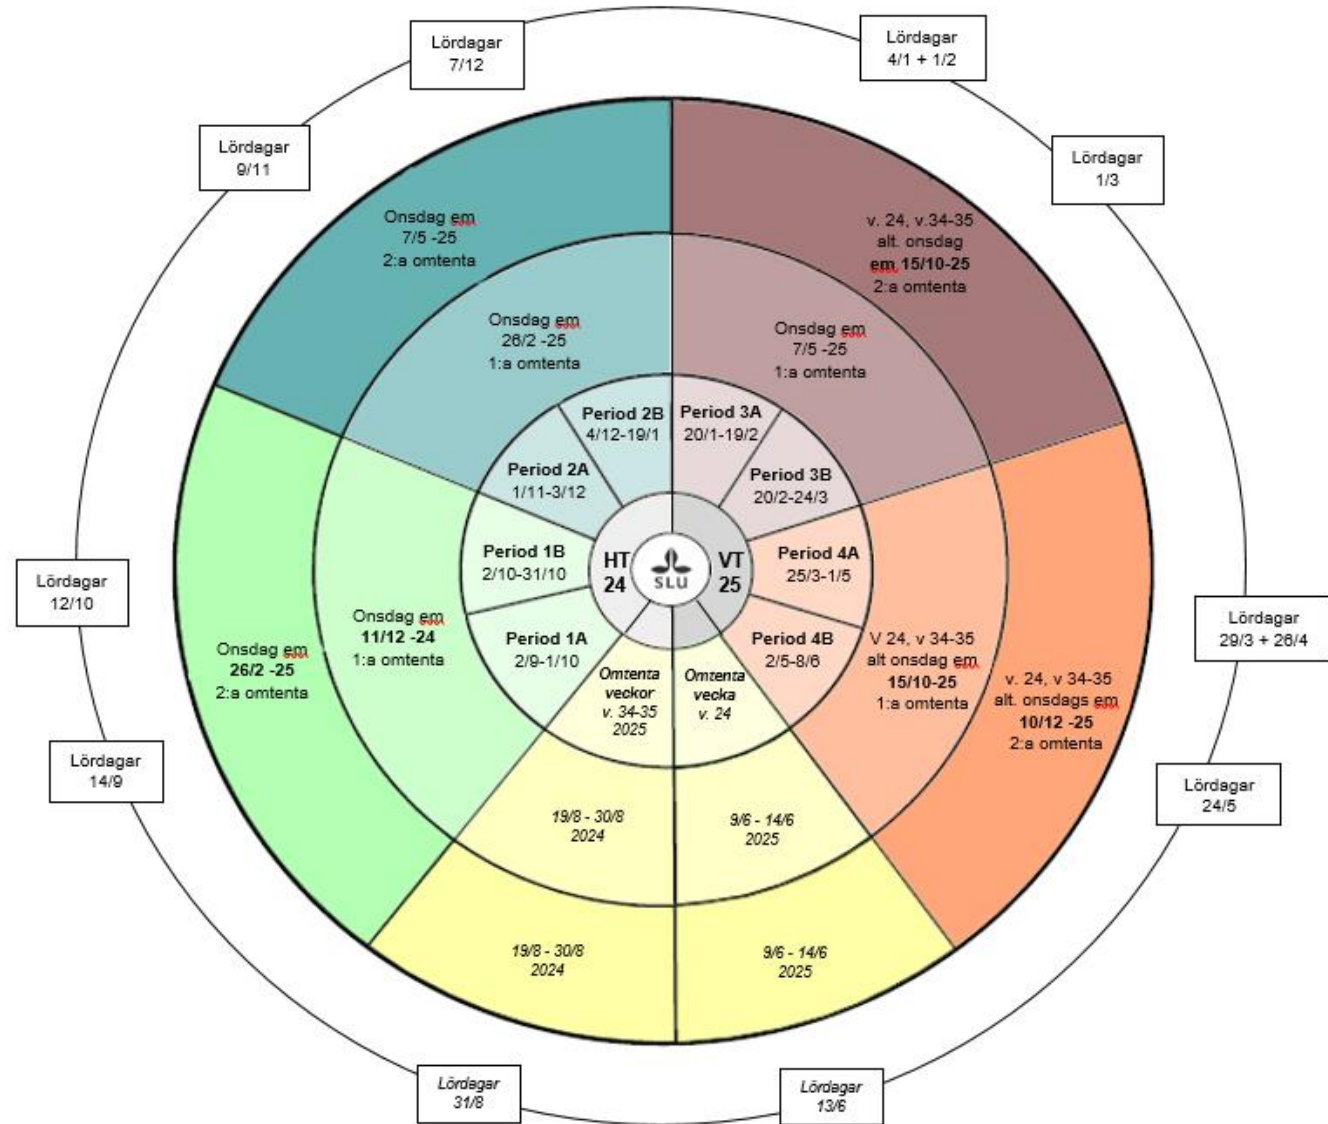 Lördagar
7/12
Lördagar
4/1 + 1/2
Lördagar
9/11
Lördagar
1/3
Onsdag em
7/5 -25
2:a omtenta
v. 24, v.34-35
alt. onsdag
em 15/10-25
2:a omtenta
Onsdag em
26/2 -25
1:a omtenta
Onsdag em
7/5 -25
1:a omtenta
Period 2B
4/12-19/1
Period 3A
20/1-19/2
Period 2A
1/11-3/12
Period 3B
20/2-24/3
Period 1B
2/10-31/10
HT
24
SLU
VT
25
Period 4A
25/3-1/5
Lördagar
12/10
Lördagar
29/3 + 26/4
Onsdag em
11/12 -24
1:a omtenta
Period 1A
2/9-1/10
Period 4B
2/5-8/6
V 24, v 34-35
alt onsdag em
15/10-25
1:a omtenta
Onsdag em
26/2 -25
2:a omtenta
Omtenta
veckor
v. 34-35
2025
Omtenta
vecka
v. 24
v. 24, v 34-35
alt. onsdags em
10/12 -25
2:a omtenta
Lördagar
14/9
Lördagar
24/5
19/8 - 30/8
2024
9/6 - 14/6
2025
19/8 - 30/8
2024
9/6 - 14/6
2025
Lördagar
31/8
Lördagar
13/6